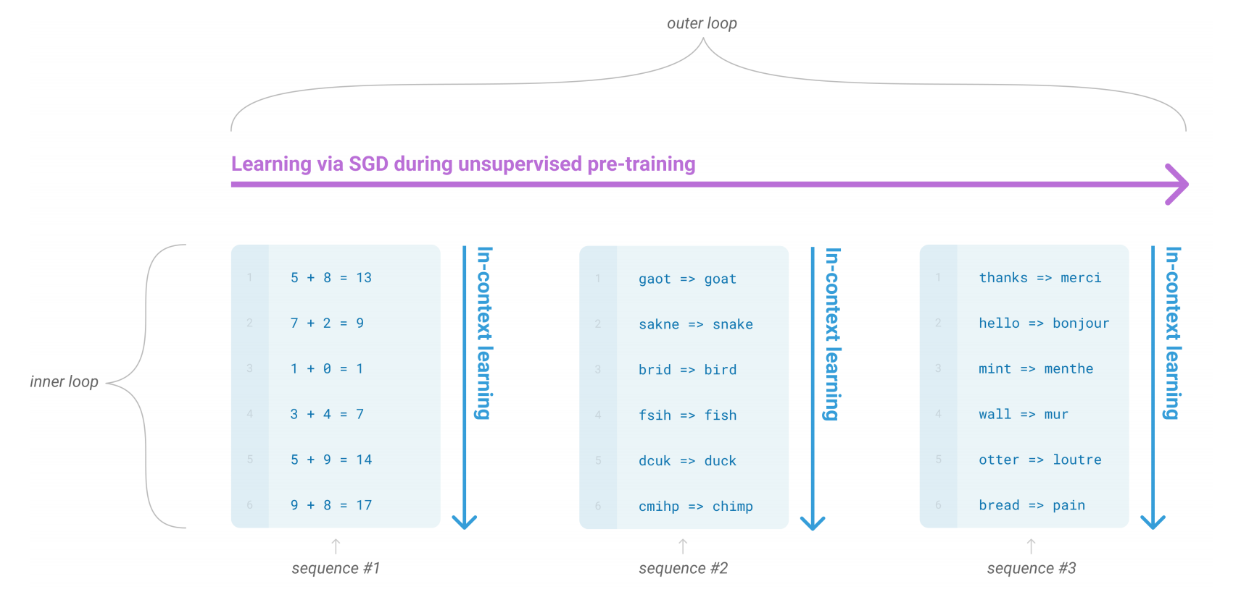 outer loop
Learning via SGD during unsupervised pre-training
inner loop
1 5 + 8 = 13
2 7 + 2 = 9
3 1 + 0 = 1
4 3 + 4 = 7
5 5 + 9 = 14
6 9 + 8 = 17
In-context learning
sequence #1
1 gaot => goat
2 sakne => snake
3 brid => bird
4 fsih => fish
5 dcuk => duck
6 cmihp => chimp
In-context learning
sequence #2
1 thanks => merci
2 hello => bonjour
3 mint => menthe
4 wall => mur
5 otter => loutre
6 bread => pain
In-context learning
sequence #3